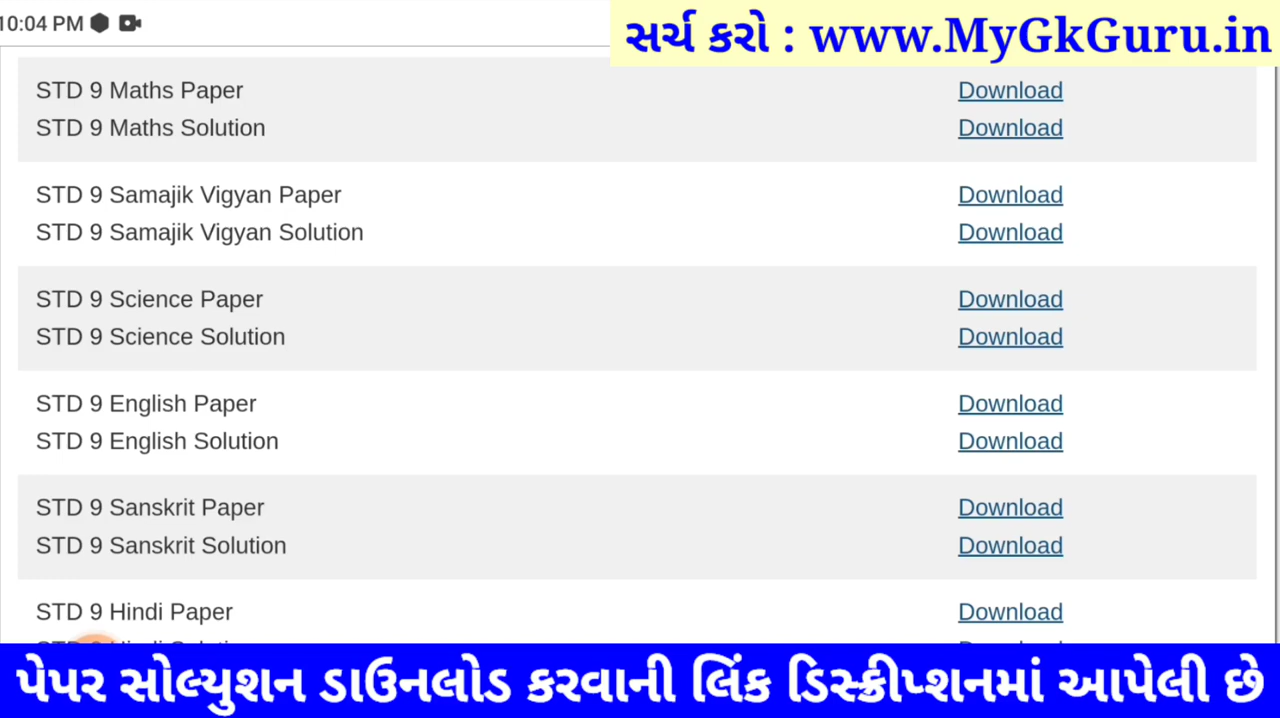 10:04 PM
સર્ચ કરો : www.MyGkGuru.in
STD 9 Maths Paper Download
STD 9 Maths Solution Download
STD 9 Samajik Vigyan Paper Download
STD 9 Samajik Vigyan Solution Download
STD 9 Science Paper Download
STD 9 Science Solution Download
STD 9 English Paper Download
STD 9 English Solution Download
STD 9 Sanskrit Paper Download
STD 9 Sanskrit Solution Download
STD 9 Hindi Paper Download
પેપર સોલ્યુશન ડાઉનલોડ કરવાની લિંક ડિસ્ક્રીપ્શનમાં આપેલી છે